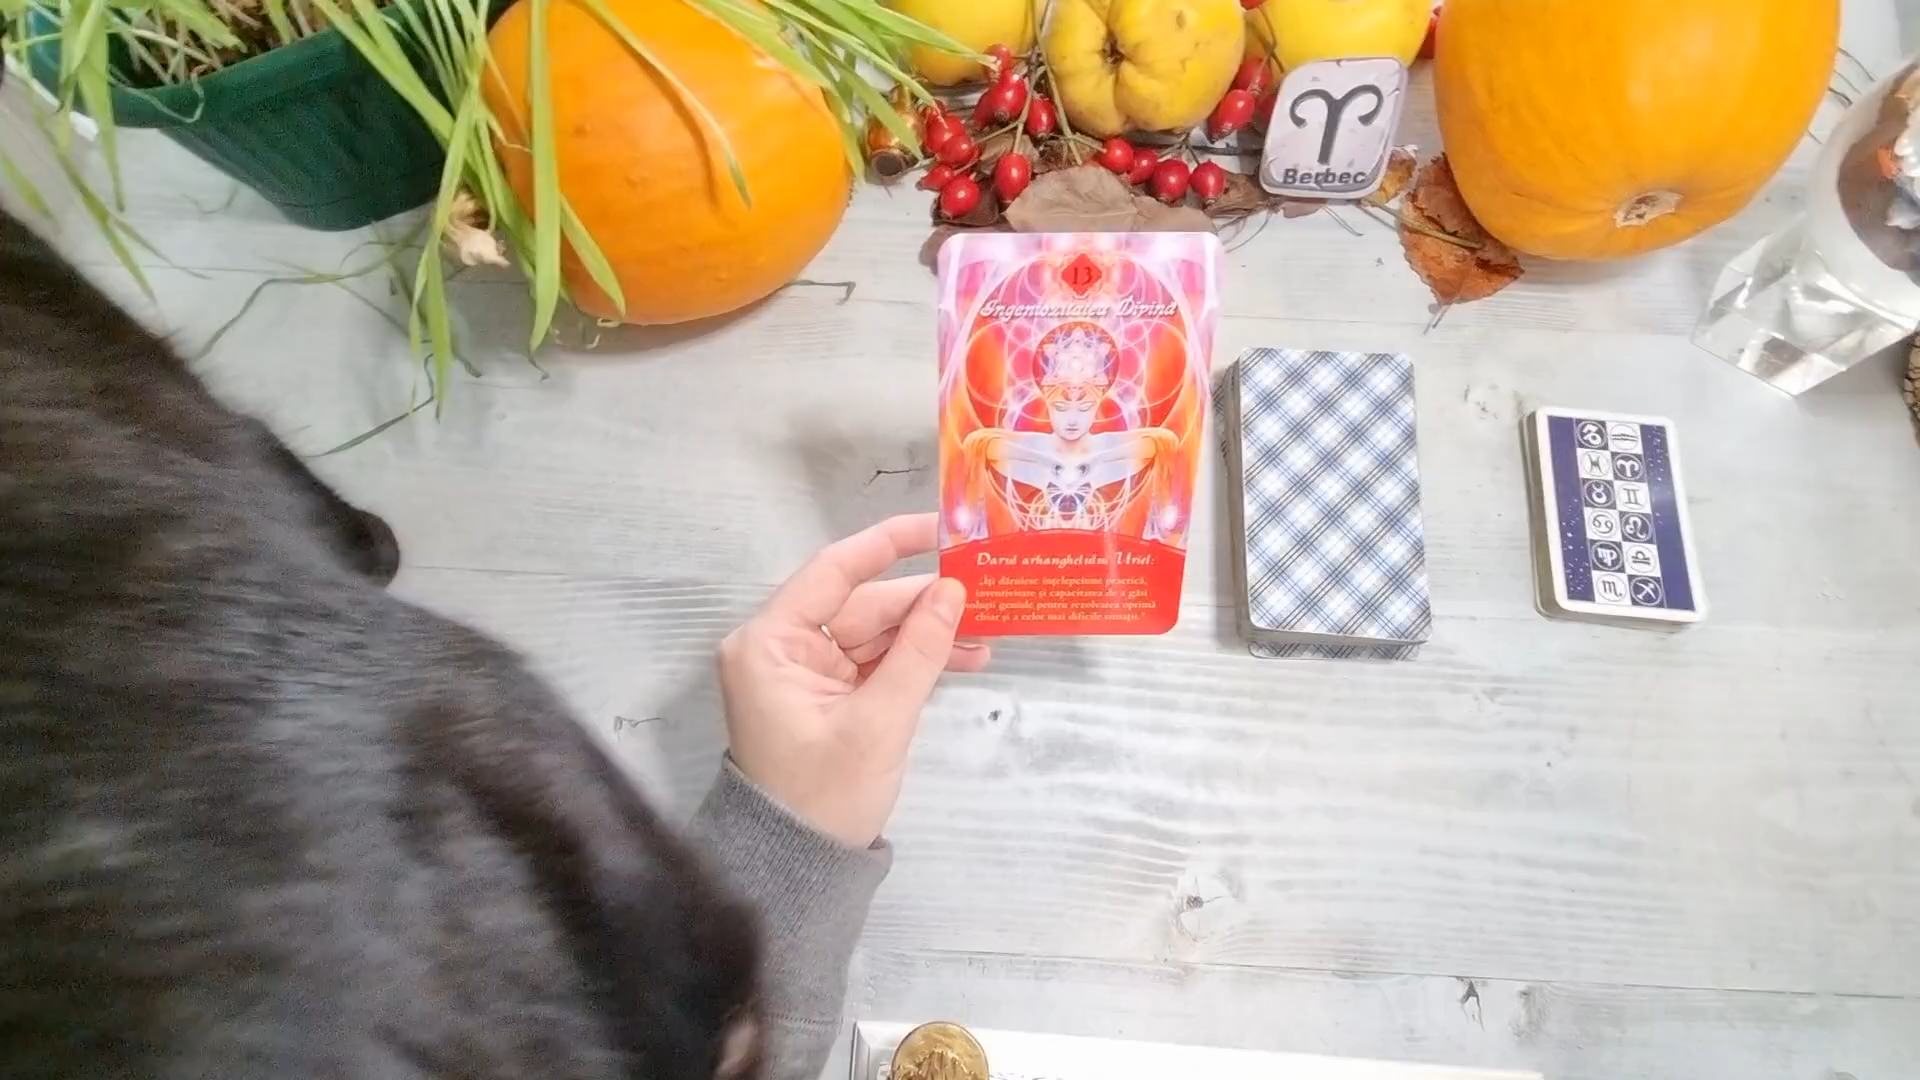 Berbec
13
Ingeniozitatea Divină
Darul arhanghelului Uriel:
„Îți dăruiesc înțelepciune practică,
inventivitate și capacitatea de a găsi
soluții geniale pentru rezolvarea optimă
chiar și a celor mai dificile situații.”